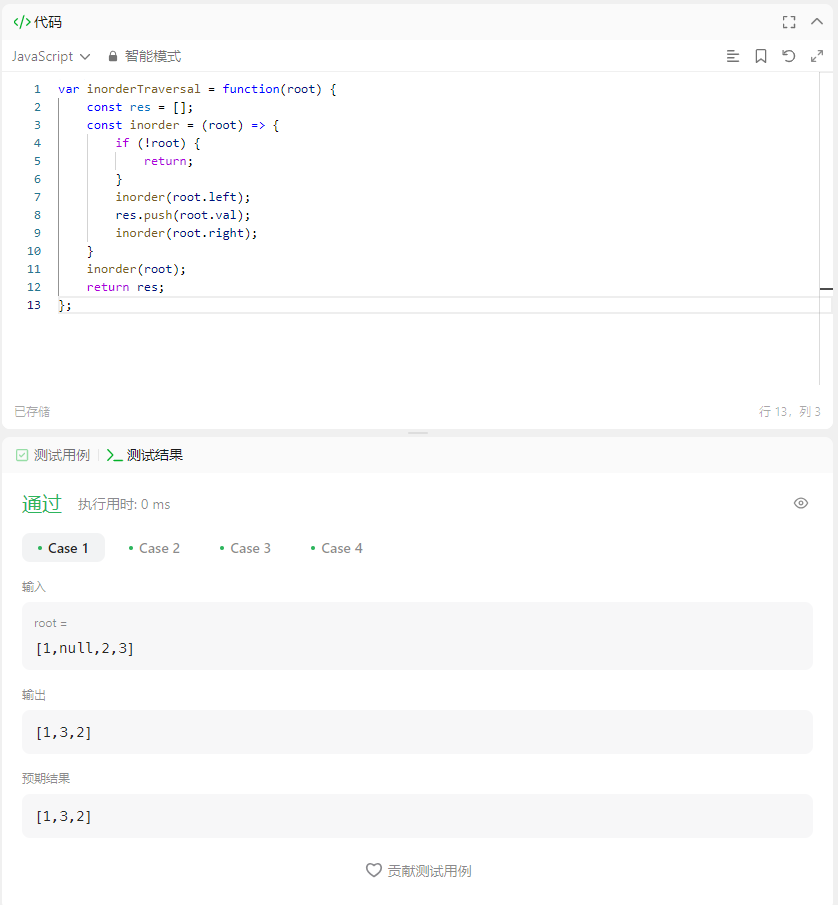 </> 代码
JavaScript 智能模式
1 var inorderTraversal = function(root) {
2     const res = [];
3     const inorder = (root) => {
4         if (!root) {
5             return;
6         }
7         inorder(root.left);
8         res.push(root.val);
9         inorder(root.right);
10     }
11     inorder(root);
12     return res;
13 };
已存储 行 13，列 3
测试用例 >_ 测试结果
通过 执行用时: 0 ms
• Case 1 • Case 2 • Case 3 • Case 4
输入
root =
[1,null,2,3]
输出
[1,3,2]
预期结果
[1,3,2]
贡献测试用例